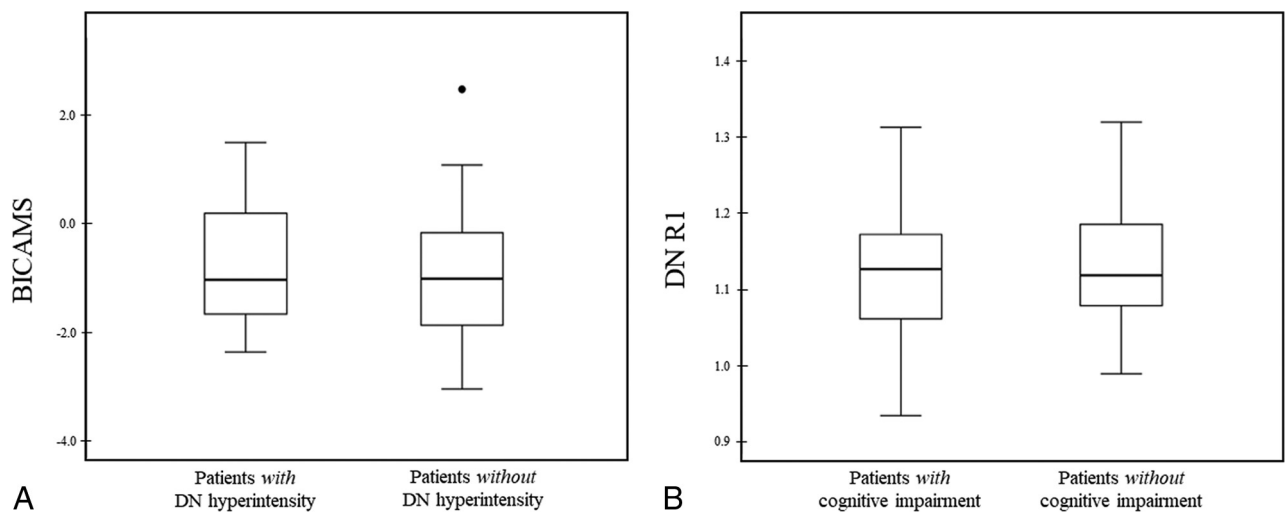 BICAMS
2.0
0.0
-2.0
-4.0
Patients with
DN hyperintensity
Patients without
DN hyperintensity
A
DN R1
1.4
1.3
1.2
1.1
1.0
0.9
Patients with
cognitive impairment
Patients without
cognitive impairment
B